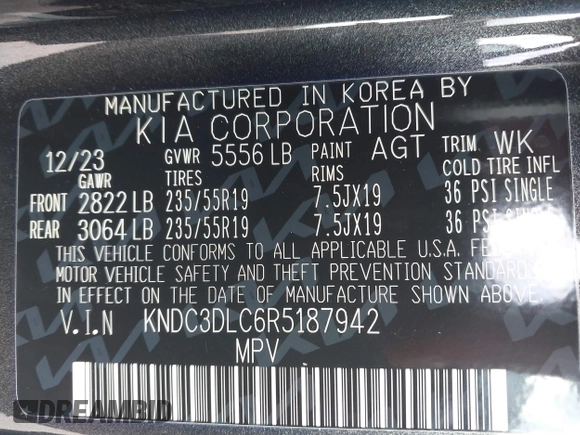 MANUFACTURED IN KOREA BY
KIA CORPORATION
12/23 GVWR 5556 LB PAINT AGT TRIM WK
GAWR TIRES RIMS COLD TIRE INFL
FRONT 2822 LB 235/55R19 7.5JX19 36 PSI SINGLE
REAR 3064 LB 235/55R19 7.5JX19 36 PSI SINGLE
THIS VEHICLE CONFORMS TO ALL APPLICABLE U.S.A.
MOTOR VEHICLE SAFETY AND THEFT PREVENTION STANDARDS
IN EFFECT ON THE DATE OF MANUFACTURE SHOWN ABOVE.
V.I.N KNDC3DLC6R5187942
MPV
DREAMBID